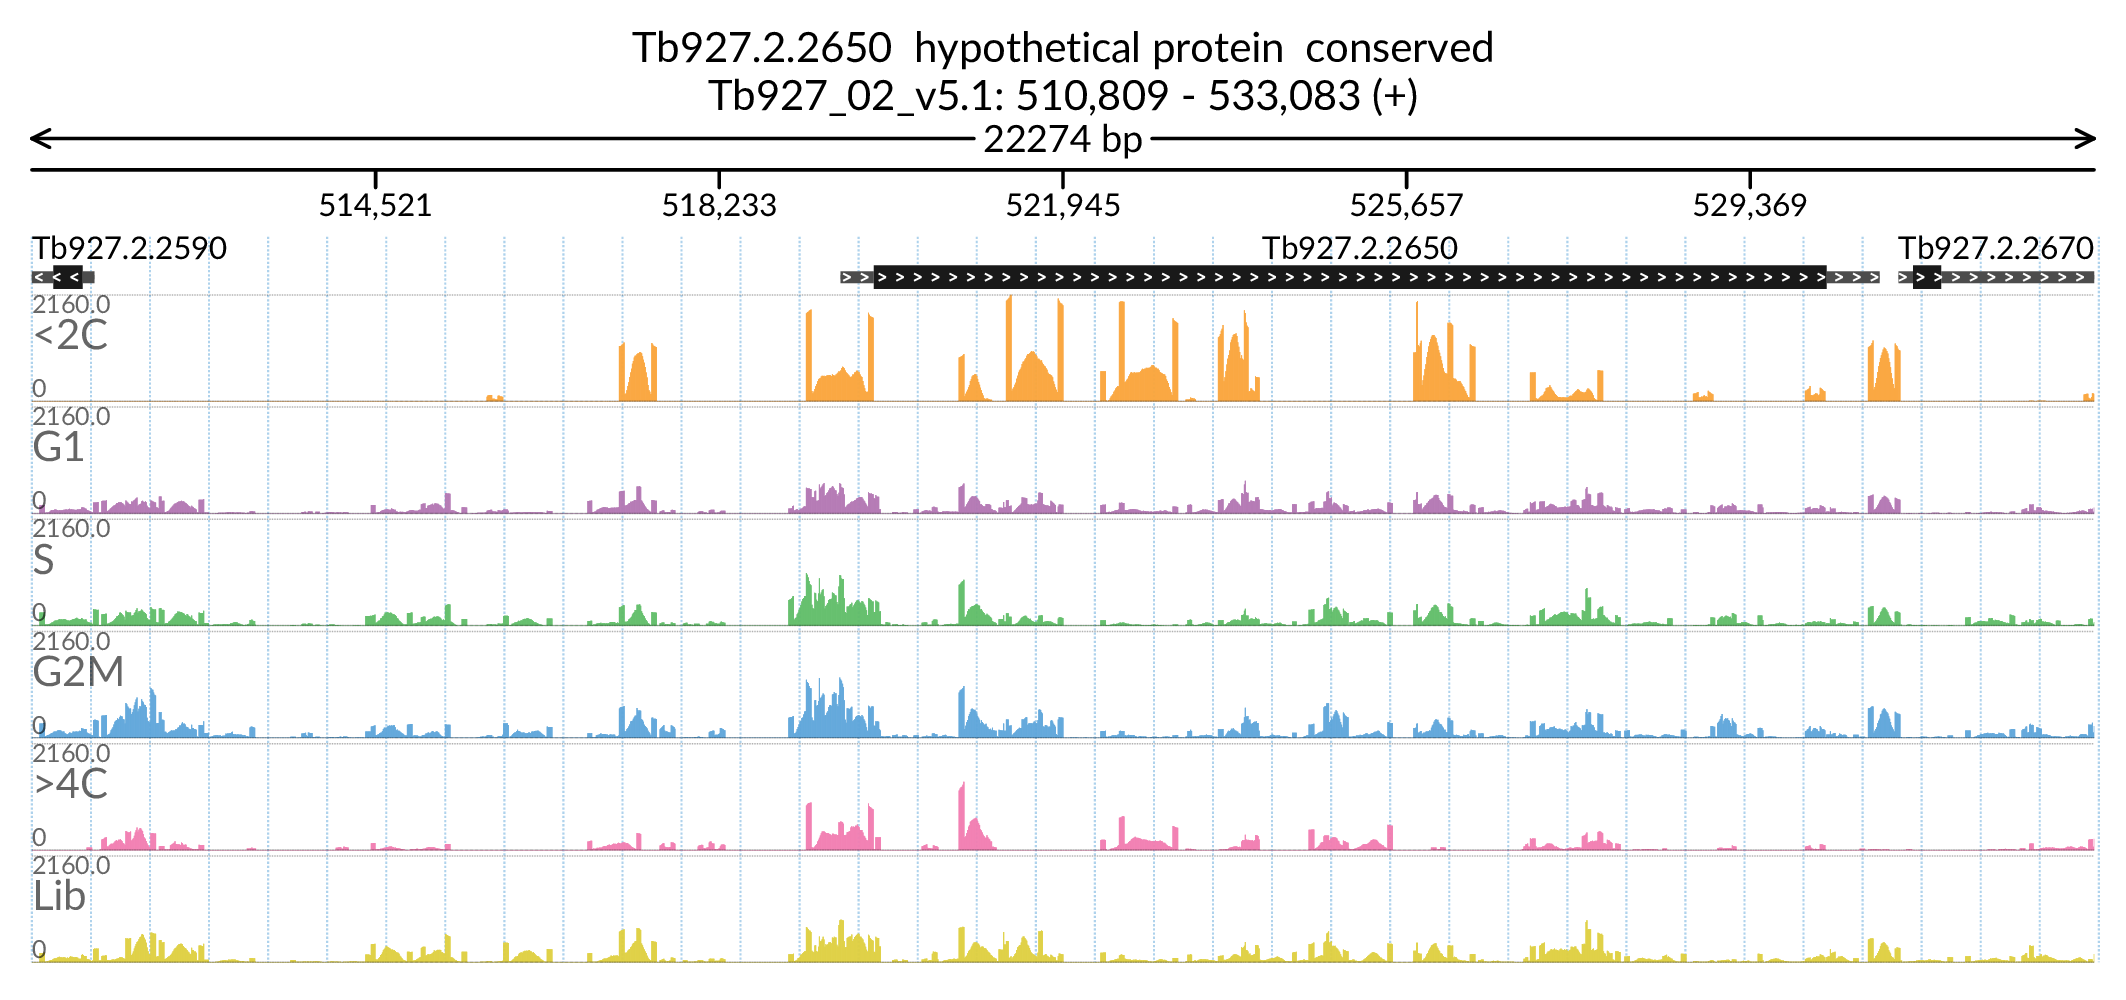 Tb927.2.2650  hypothetical protein  conserved
Tb927_02_v5.1: 510,809 - 533,083 (+)
22274 bp
514,521 518,233 521,945 525,657 529,369
Tb927.2.2590 Tb927.2.2650 Tb927.2.2670
2160.0
<2C
0
2160.0
G1
0
2160.0
S
0
2160.0
G2M
0
2160.0
>4C
0
2160.0
Lib
0